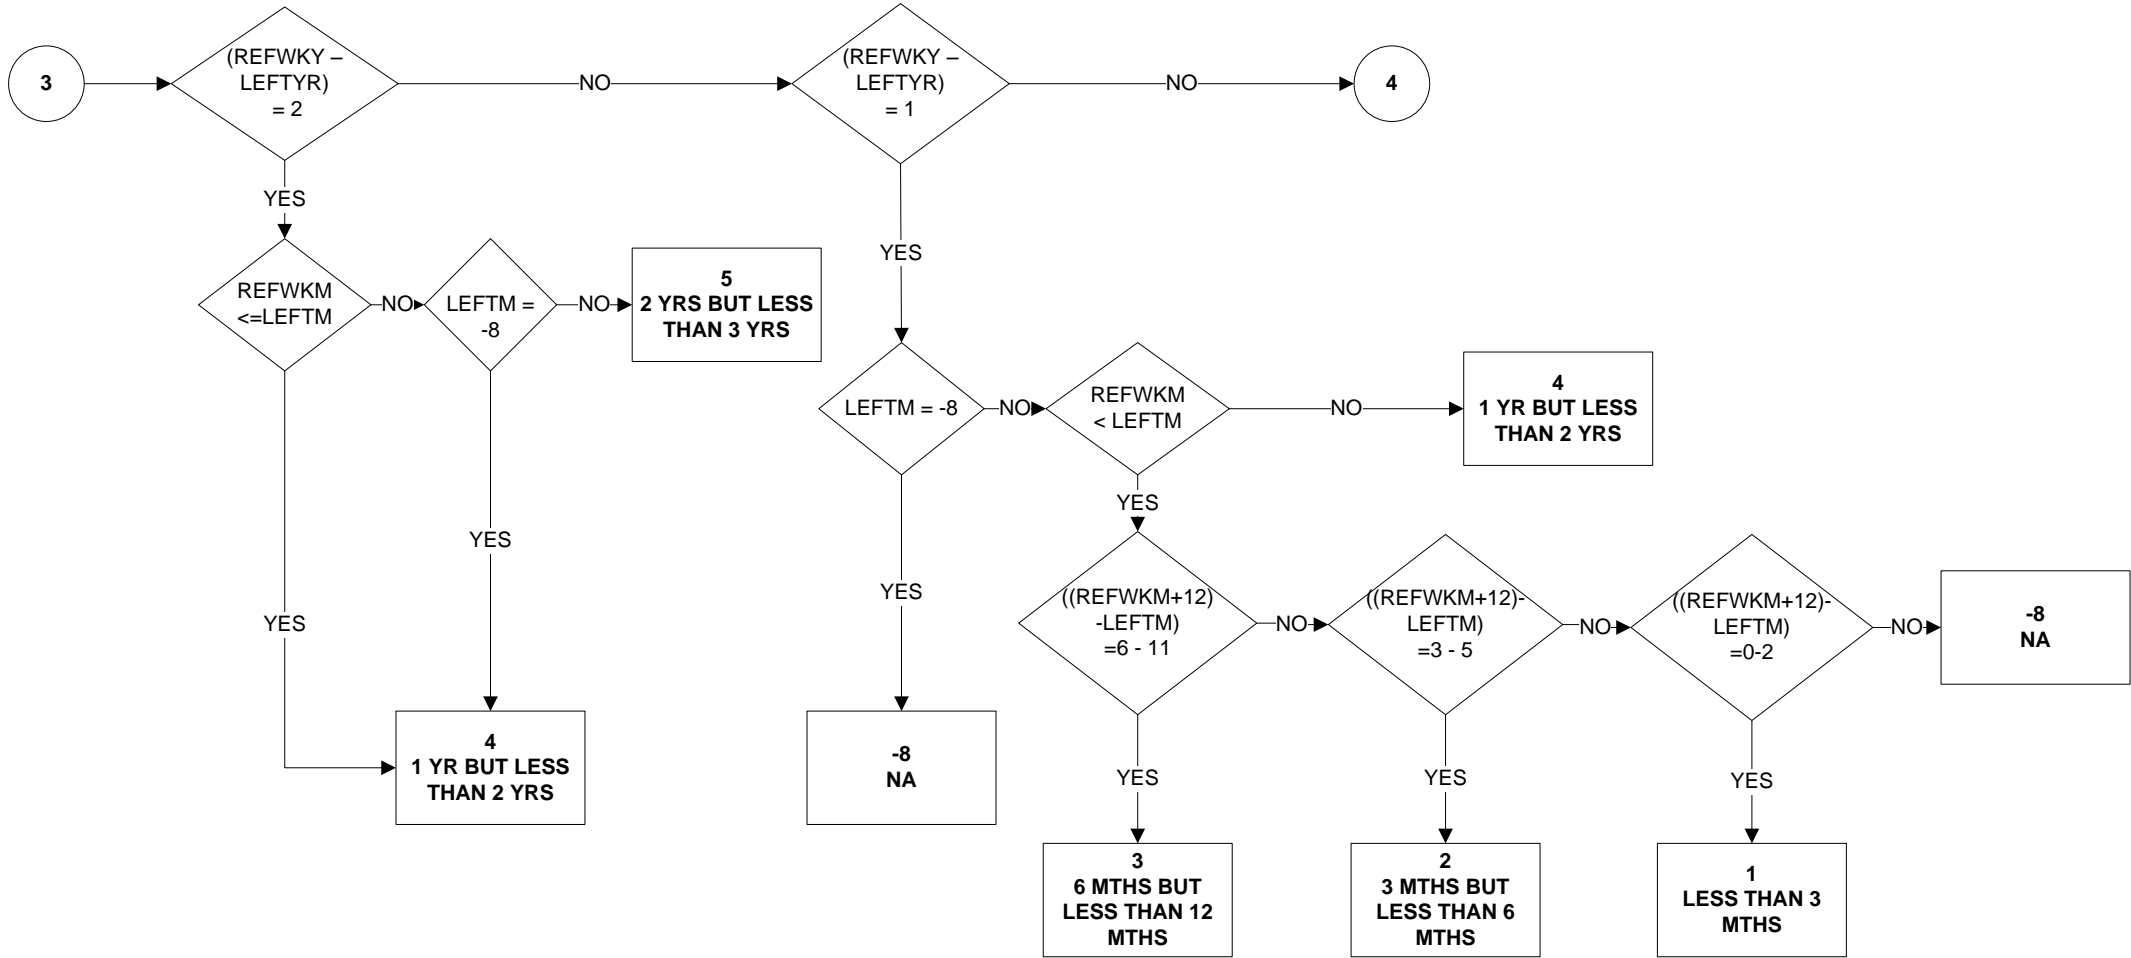 3
(REFWKY –
LEFTYR)
= 2
NO
(REFWKY –
LEFTYR)
= 1
NO
4
YES
YES
REFWKM
<=LEFTM
NO
LEFTM =
-8
NO
5
2 YRS BUT LESS
THAN 3 YRS
LEFTM = -8
NO
REFWKM
< LEFTM
NO
4
1 YR BUT LESS
THAN 2 YRS
YES
YES
YES
YES
((REFWKM+12)
-LEFTM)
=6 - 11
NO
((REFWKM+12)-
LEFTM)
=3 - 5
NO
((REFWKM+12)-
LEFTM)
=0-2
NO
-8
NA
4
1 YR BUT LESS
THAN 2 YRS
-8
NA
YES
YES
YES
3
6 MTHS BUT
LESS THAN 12
MTHS
2
3 MTHS BUT
LESS THAN 6
MTHS
1
LESS THAN 3
MTHS